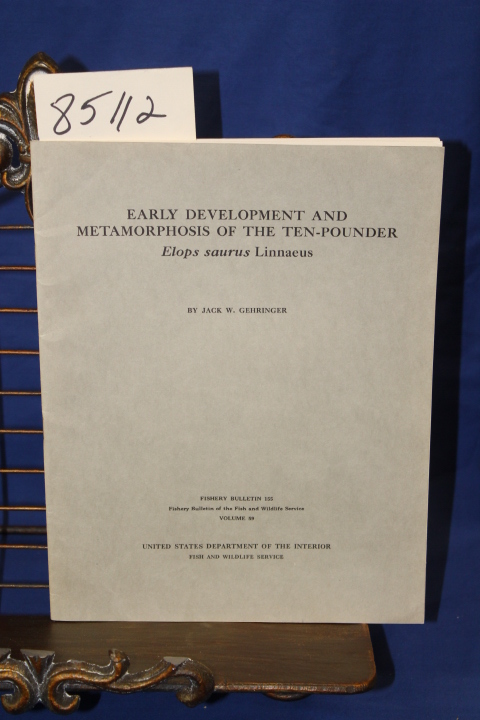 85112
EARLY DEVELOPMENT AND
METAMORPHOSIS OF THE TEN-POUNDER
Elops saurus Linnaeus
BY JACK W. GEHRINGER
FISHERY BULLETIN 155
Fishery Bulletin of the Fish and Wildlife Service
VOLUME 59
UNITED STATES DEPARTMENT OF THE INTERIOR
FISH AND WILDLIFE SERVICE